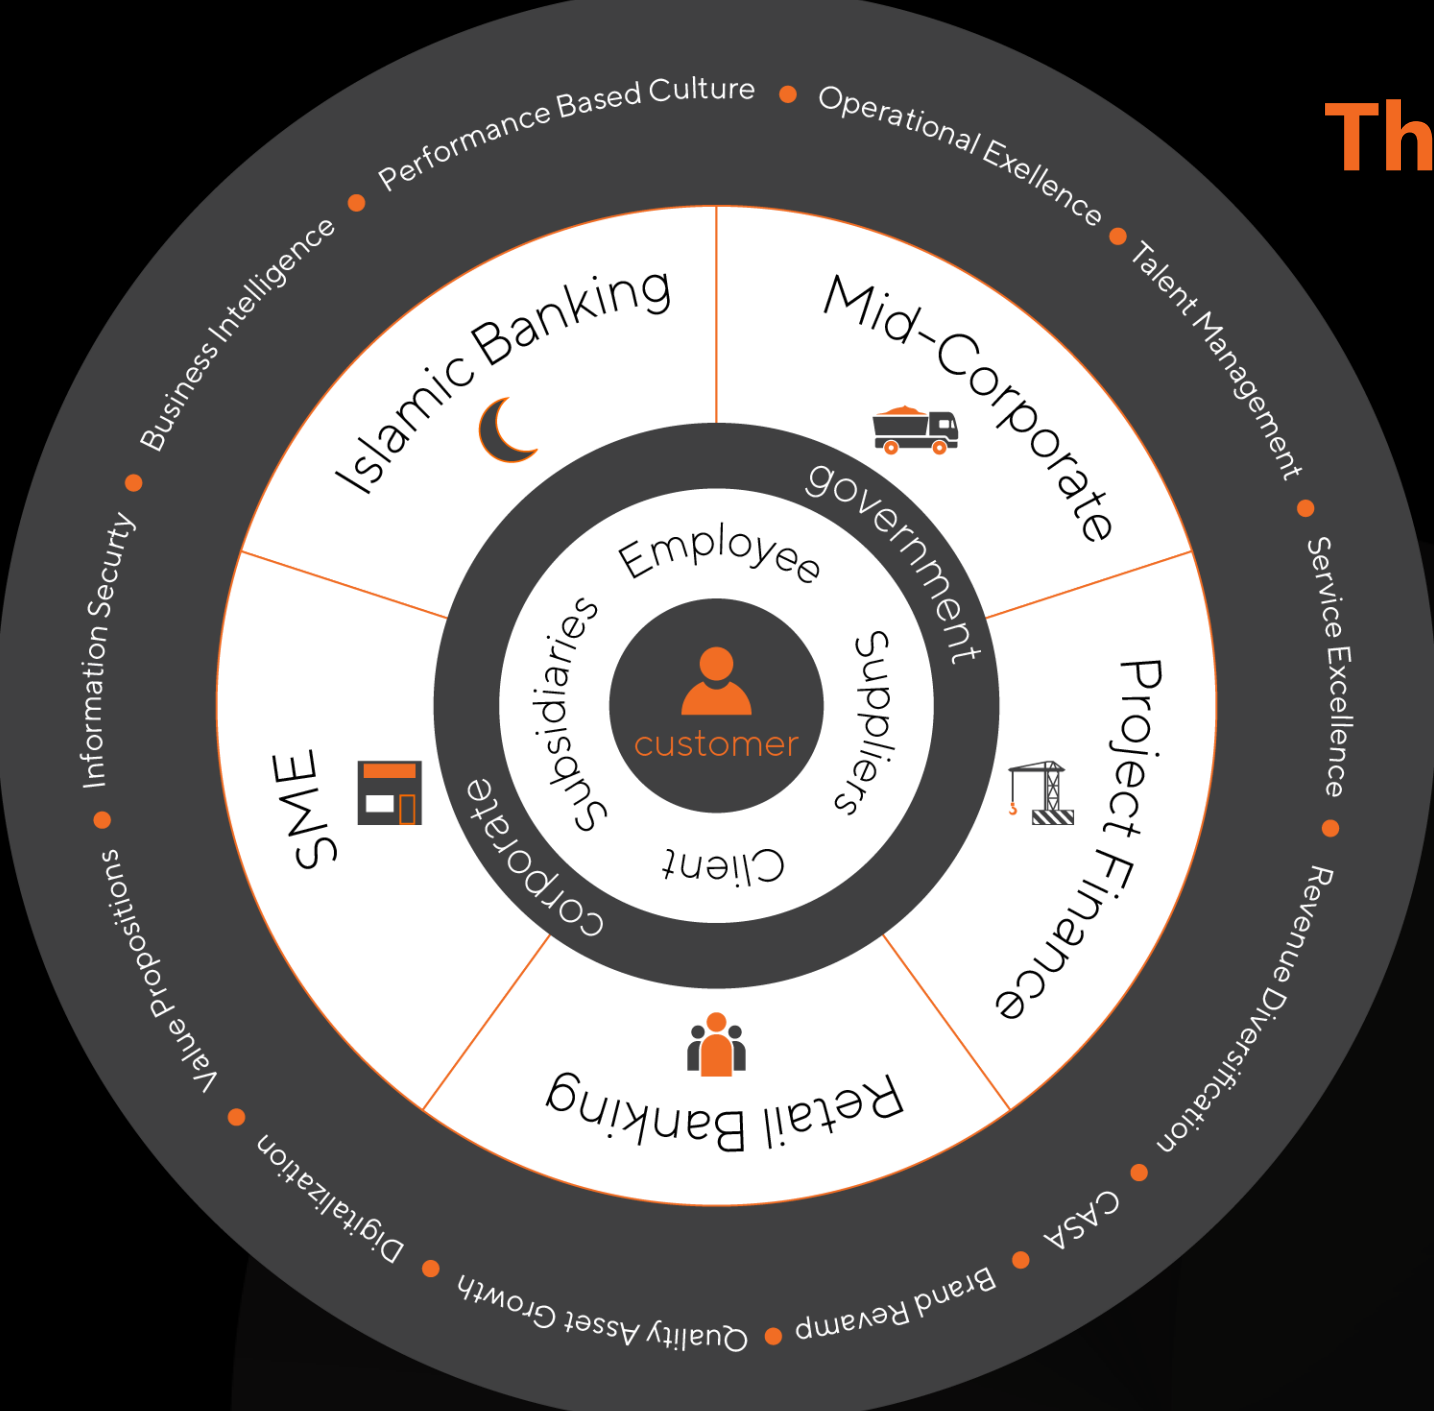 Th
Performance Based Culture
Operational Exellence
Talent Management
Service Excellence
Revenue Diversification
CASA
Brand Revamp
Quality Asset Growth
Digitalization
Value Propositions
Information Securty
Business Intelligence
Islamic Banking
Mid-Corporate
Project Finance
Retail Banking
SME
government
corporate
Employee
Suppliers
Client
Subsidiaries
customer